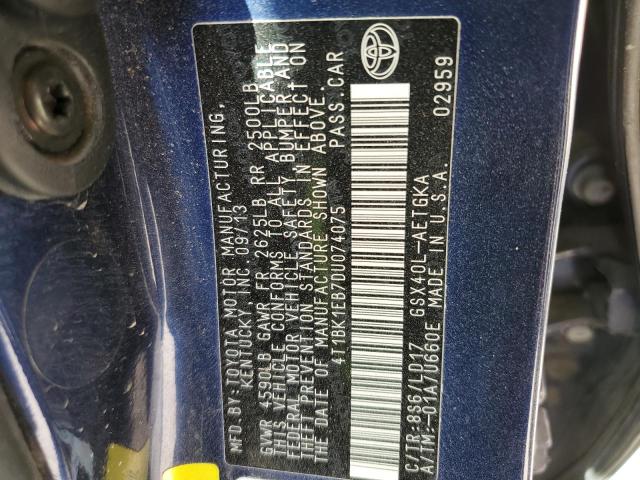 MFD.BY:TOYOTA MOTOR MANUFACTURING,
KENTUCKY, INC. 09/13
GVWR 4590LB GAWR FR 2625LB RR 2500LB
THIS VEHICLE CONFORMS TO ALL APPLICABLE
FEDERAL MOTOR VEHICLE SAFETY, BUMPER, AND
THEFT PREVENTION STANDARDS IN EFFECT ON
THE DATE OF MANUFACTURE SHOWN ABOVE.
4T1BK1EB7DU074075 PASS.CAR
C/TR:8S6/LD17 GSX40L-AETGKA
A/TM:-01A/U660E MADE IN U.S.A. 02959